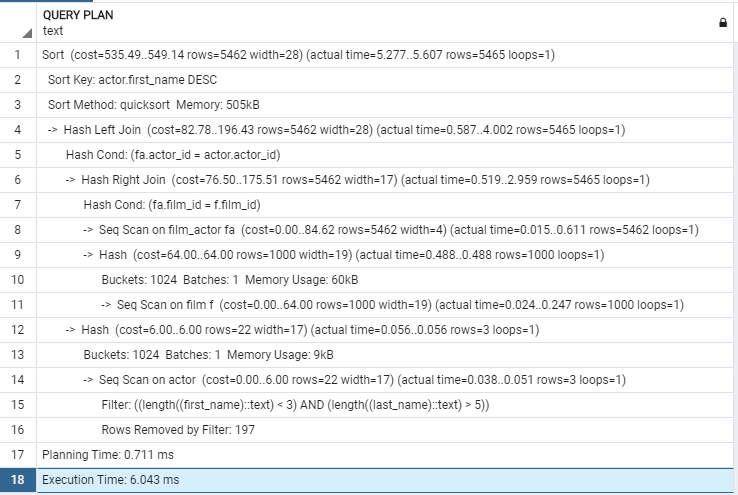 QUERY PLAN
text
1 Sort (cost=535.49..549.14 rows=5462 width=28) (actual time=5.277..5.607 rows=5465 loops=1)
2 Sort Key: actor.first_name DESC
3 Sort Method: quicksort Memory: 505kB
4 -> Hash Left Join (cost=82.78..196.43 rows=5462 width=28) (actual time=0.587..4.002 rows=5465 loops=1)
5 Hash Cond: (fa.actor_id = actor.actor_id)
6 -> Hash Right Join (cost=76.50..175.51 rows=5462 width=17) (actual time=0.519..2.959 rows=5465 loops=1)
7 Hash Cond: (fa.film_id = f.film_id)
8 -> Seq Scan on film_actor fa (cost=0.00..84.62 rows=5462 width=4) (actual time=0.015..0.611 rows=5462 loops=1)
9 -> Hash (cost=64.00..64.00 rows=1000 width=19) (actual time=0.488..0.488 rows=1000 loops=1)
10 Buckets: 1024 Batches: 1 Memory Usage: 60kB
11 -> Seq Scan on film f (cost=0.00..64.00 rows=1000 width=19) (actual time=0.024..0.247 rows=1000 loops=1)
12 -> Hash (cost=6.00..6.00 rows=22 width=17) (actual time=0.056..0.056 rows=3 loops=1)
13 Buckets: 1024 Batches: 1 Memory Usage: 9kB
14 -> Seq Scan on actor (cost=0.00..6.00 rows=22 width=17) (actual time=0.038..0.051 rows=3 loops=1)
15 Filter: ((length((first_name)::text) < 3) AND (length((last_name)::text) > 5))
16 Rows Removed by Filter: 197
17 Planning Time: 0.711 ms
18 Execution Time: 6.043 ms